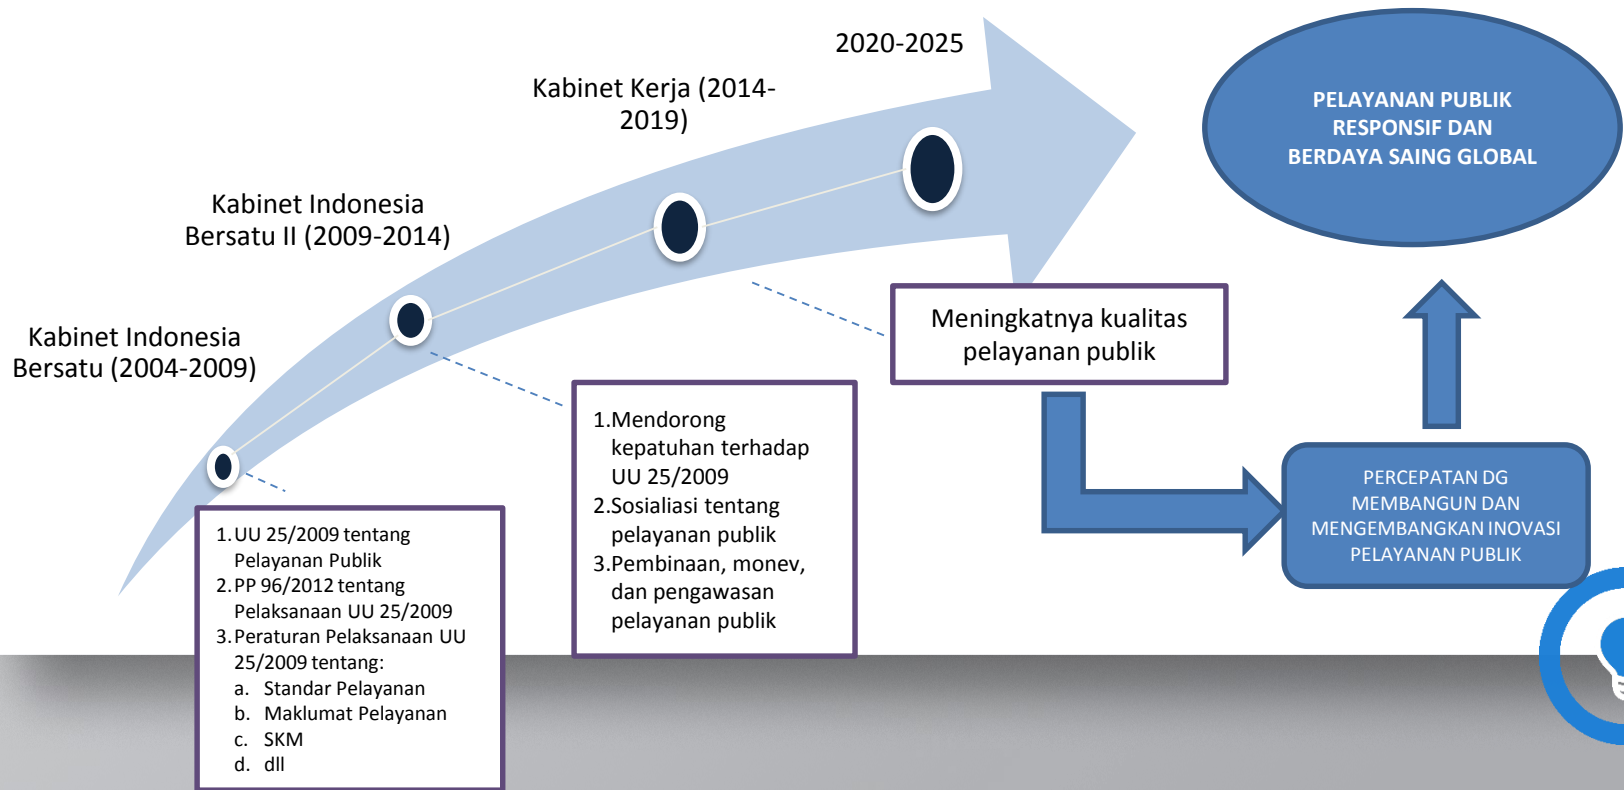 2020-2025
Kabinet Kerja (2014-
2019)
Kabinet Indonesia
Bersatu II (2009-2014)
Kabinet Indonesia
Bersatu (2004-2009)
1.UU 25/2009 tentang
Pelayanan Publik
2.PP 96/2012 tentang
Pelaksanaan UU 25/2009
3.Peraturan Pelaksanaan UU
25/2009 tentang:
a. Standar Pelayanan
b. Maklumat Pelayanan
c. SKM
d. dll
1.Mendorong
kepatuhan terhadap
UU 25/2009
2.Sosialiasi tentang
pelayanan publik
3.Pembinaan, monev,
dan pengawasan
pelayanan publik
Meningkatnya kualitas
pelayanan publik
PERCEPATAN DG
MEMBANGUN DAN
MENGEMBANGKAN INOVASI
PELAYANAN PUBLIK
PELAYANAN PUBLIK
RESPONSIF DAN
BERDAYA SAING GLOBAL